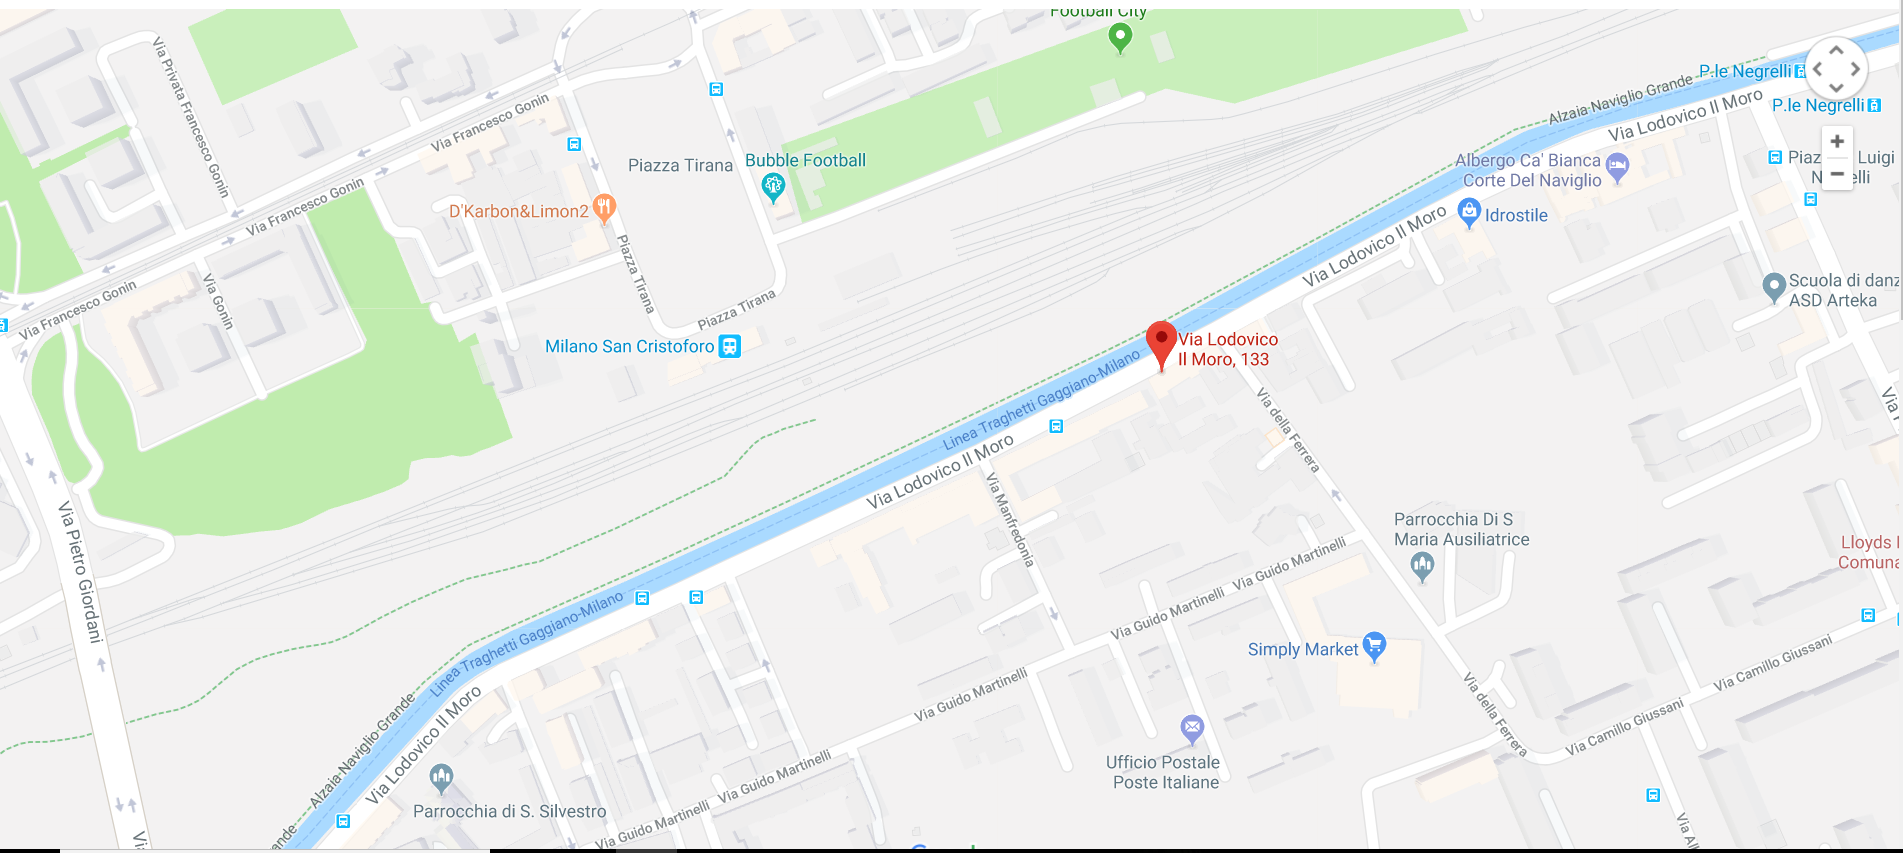 Football City
P.le Negrelli
Alzaia Naviglio Grande
P.le Negrelli
Via Lodovico Il Moro
Via Privata Francesco Gonin
Via Francesco Gonin
Piazza Tirana
Bubble Football
Albergo Ca' Bianca
Corte Del Naviglio
Luigi
D'Karbon&Limon2
Idrostile
Via Francesco Gonin
Piazza Tirana
Via Lodovico Il Moro
Scuola di danz
ASD Arteka
Via Francesco Gonin
Via Gonin
Piazza Tirana
Milano San Cristoforo
Via Lodovico
Il Moro, 133
Linea Traghetti Gaggiano-Milano
Via della Ferrera
Via Lodovico Il Moro
Via Manfredonia
Via Pietro Giordani
Parrocchia Di S
Maria Ausiliatrice
Lloyds
Comuna
Via Guido Martinelli
Via Guido Martinelli
Linea Traghetti Gaggiano-Milano
Simply Market
Via Camillo Giussani
Via Guido Martinelli
Via della Ferrera
Via Camillo Giussani
Alzaia Naviglio Grande
Via Lodovico Il Moro
Ufficio Postale
Poste Italiane
Via Guido Martinelli
Parrocchia di S. Silvestro
Via Guido Martinelli